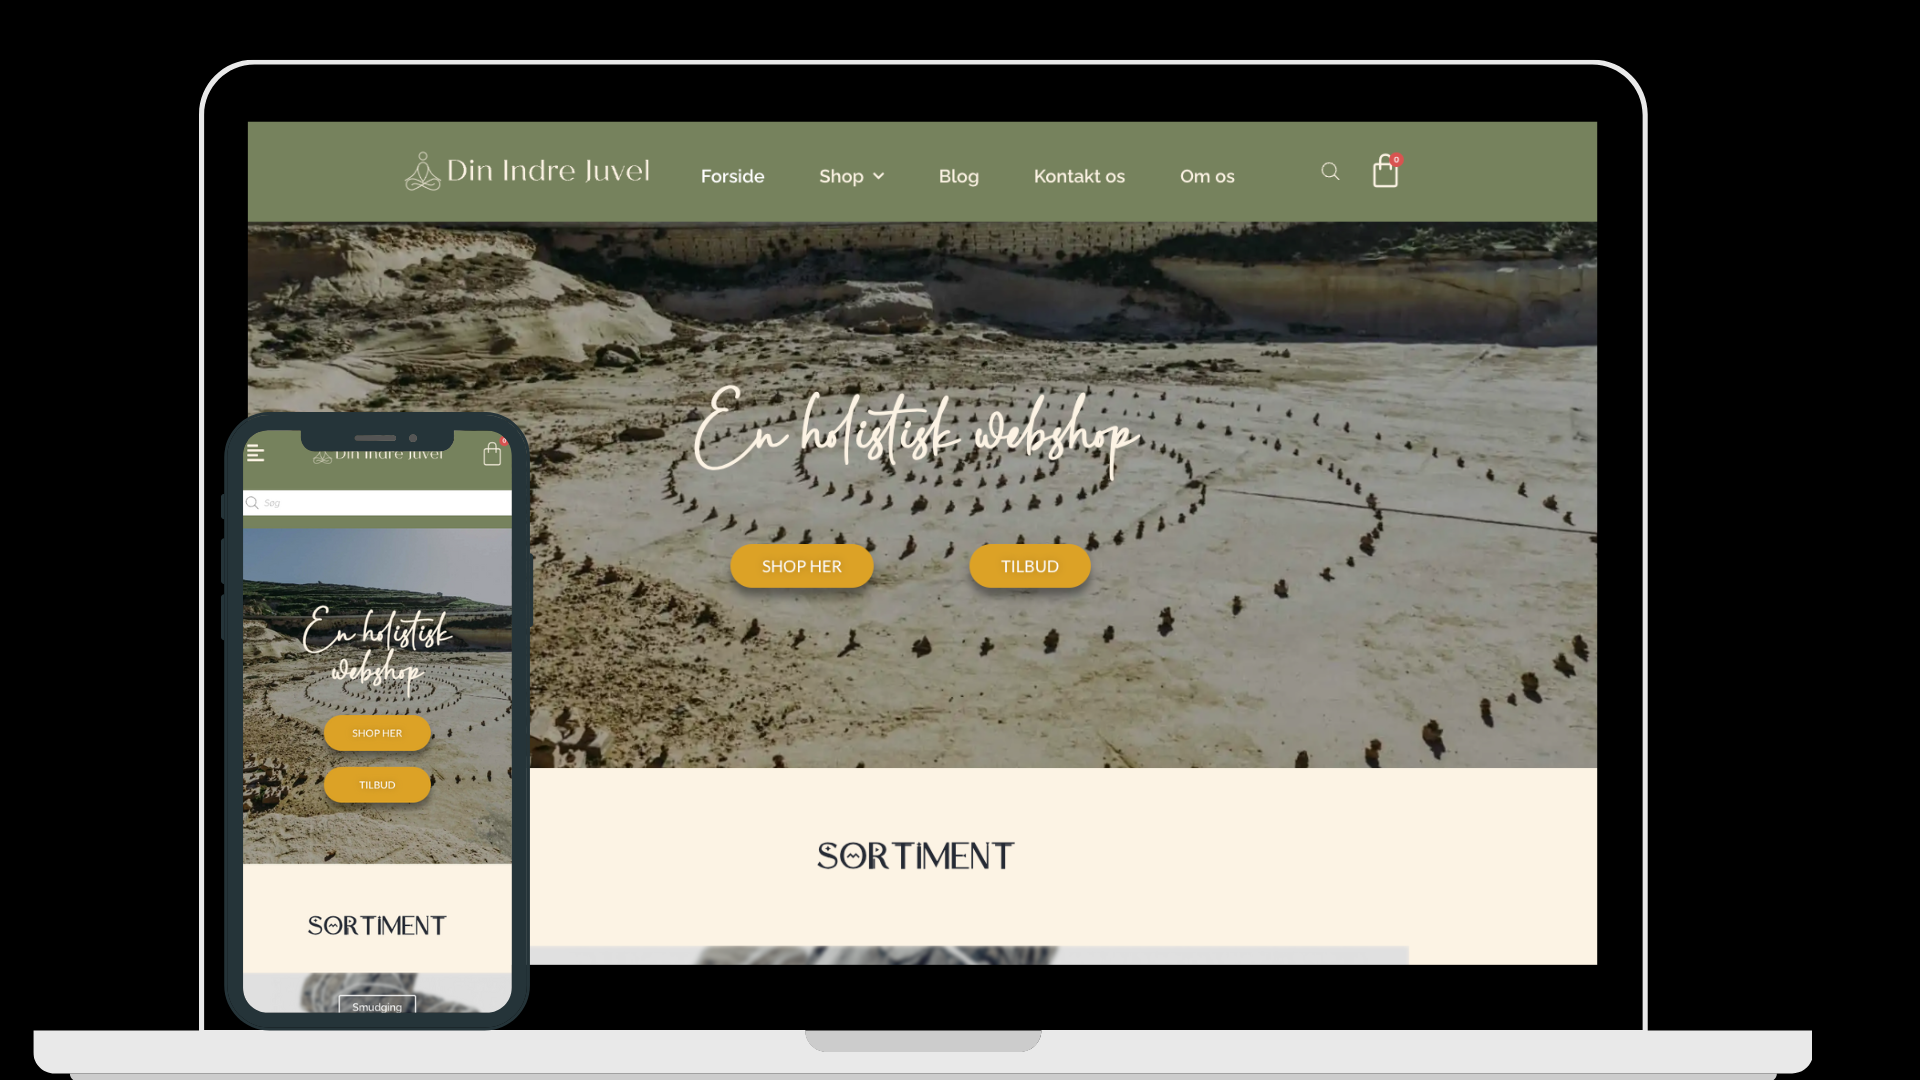 Din Indre Juvel
Forside
Shop
Blog
Kontakt os
Om os
0
En holistisk webshop
SHOP HER
TILBUD
SORTIMENT
Din Indre Juvel
0
Søg
En holistisk
webshop
SHOP HER
TILBUD
SORTIMENT
Smudging